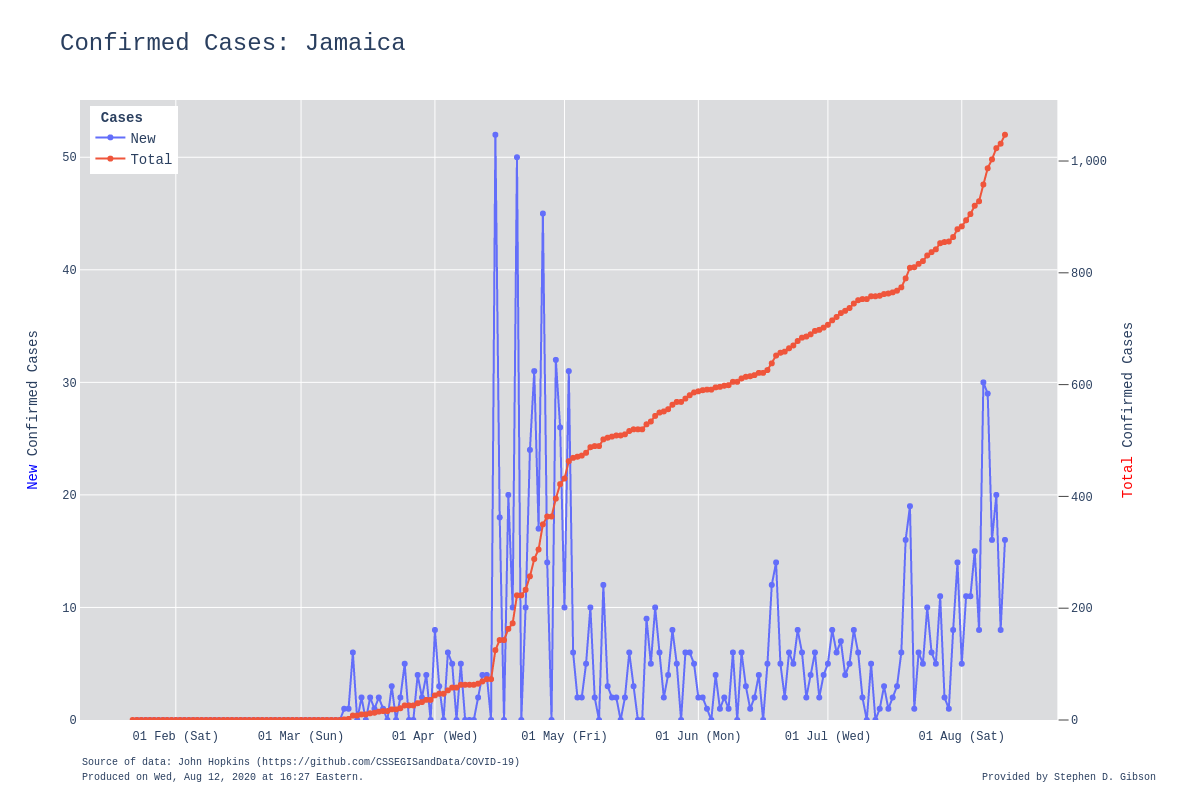 Confirmed Cases: Jamaica
Cases
New
Total
50
40
30
20
10
0
1,000
800
600
400
200
0
New Confirmed Cases
Total Confirmed Cases
01 Feb (Sat)
01 Mar (Sun)
01 Apr (Wed)
01 May (Fri)
01 Jun (Mon)
01 Jul (Wed)
01 Aug (Sat)
Source of data: John Hopkins (https://github.com/CSSEGISandData/COVID-19)
Produced on Wed, Aug 12, 2020 at 16:27 Eastern.
Provided by Stephen D. Gibson